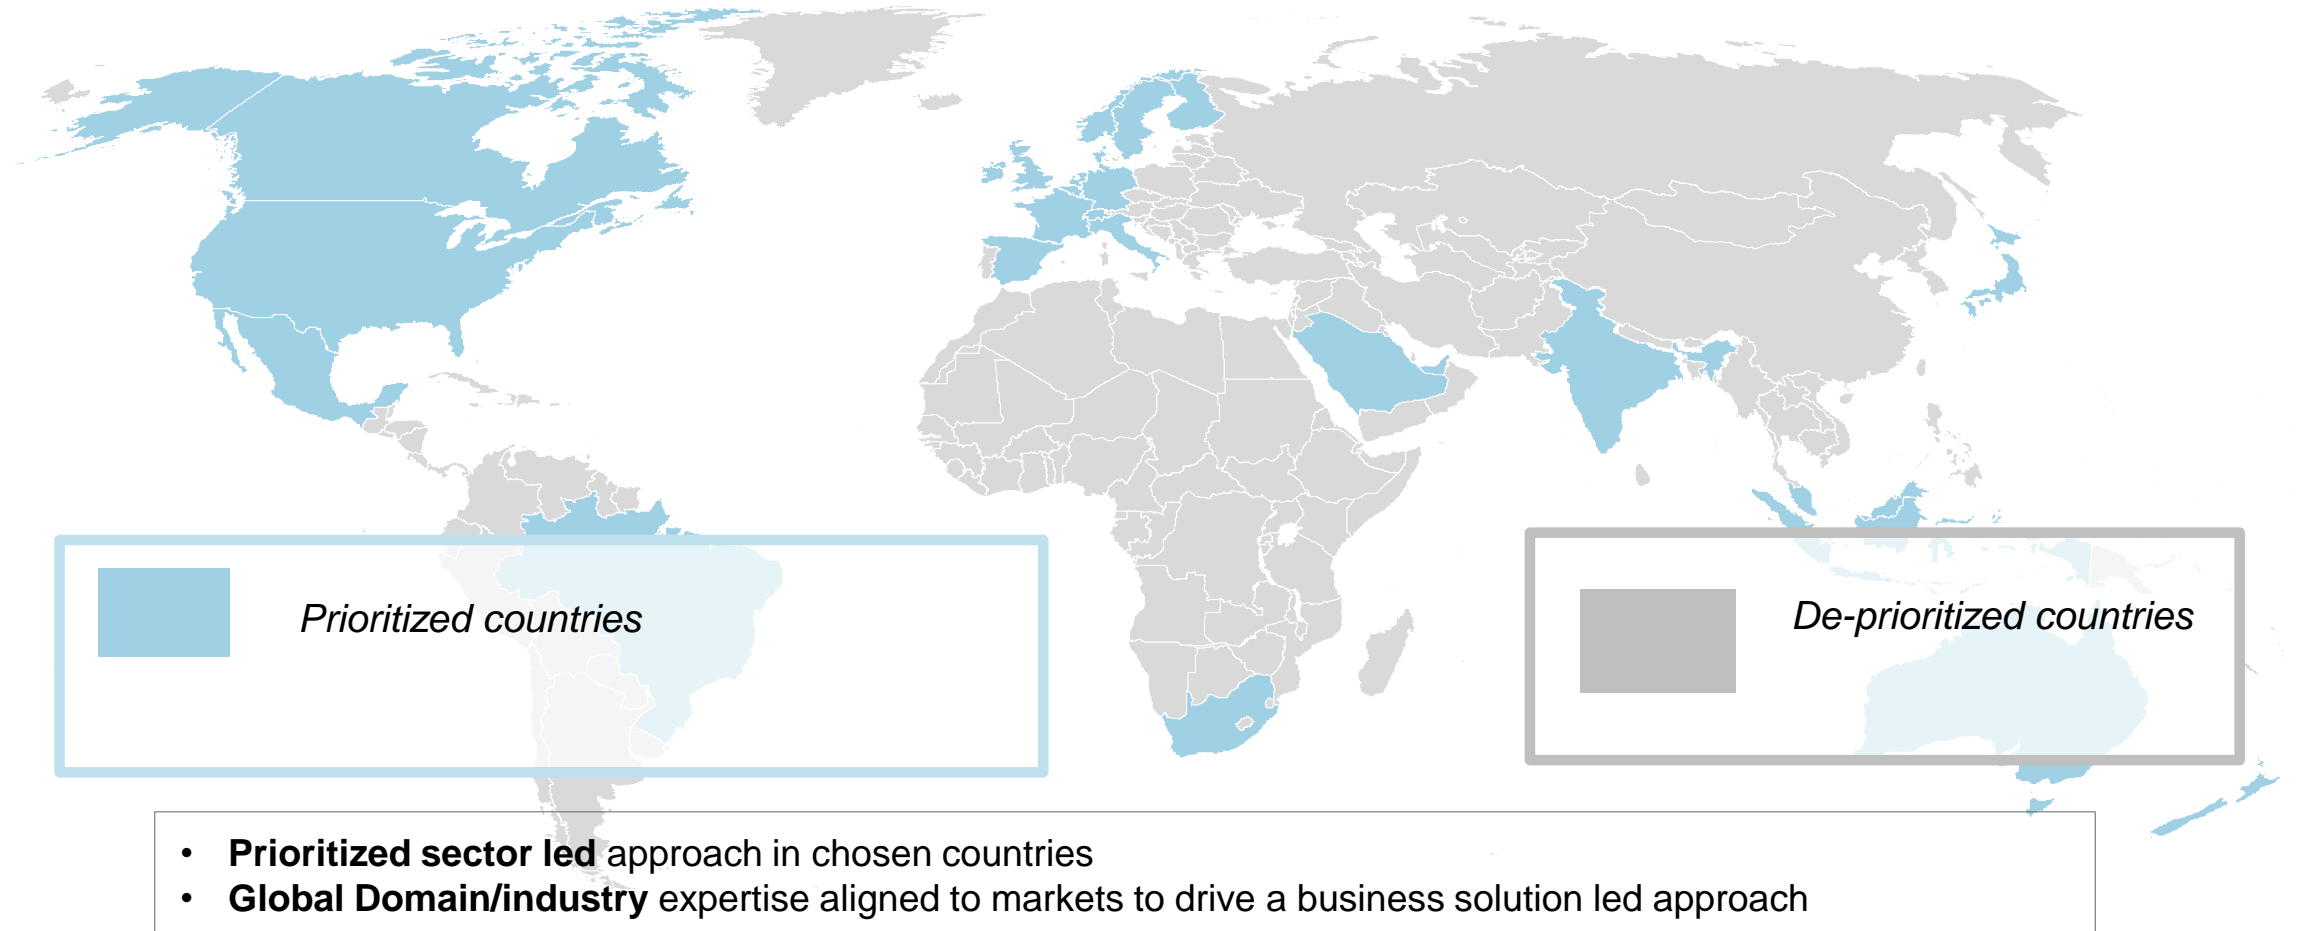 Prioritized countries
De-prioritized countries
• Prioritized sector led approach in chosen countries
• Global Domain/industry expertise aligned to markets to drive a business solution led approach